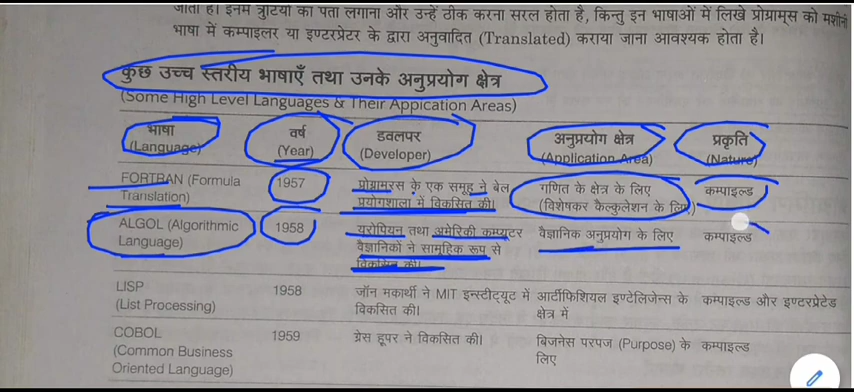 जाता है। इनमें त्रुटियों का पता लगाना और उन्हें ठीक करना सरल होता है, किन्तु इन भाषाओं में लिखे प्रोग्राम्स को मशीनी
भाषा में कम्पाइलर या इण्टरप्रेटर के द्वारा अनुवादित (Translated) कराया जाना आवश्यक होता है।
कुछ उच्च स्तरीय भाषाएँ तथा उनके अनुप्रयोग क्षेत्र
(Some High Level Languages & Their Appication Areas)
भाषा वर्ष डवलपर अनुप्रयोग क्षेत्र प्रकृति
(Language) (Year) (Developer) (Application Area) (Nature)
FORTRAN (Formula 1957 प्रोग्रामरस के एक समूह ने बेल गणित के क्षेत्र के लिए कम्पाइल्ड
Translation) प्रयोगशाला में विकसित की। (विशेषकर कैल्कुलेशन के लिए)
ALGOL (Algorithmic 1958 यूरोपियन तथा अमेरिकी कम्प्यूटर वैज्ञानिक अनुप्रयोग के लिए कम्पाइल्ड
Language) वैज्ञानिकों ने सामूहिक रूप से
विकसित की।
LISP 1958 जॉन मकार्थी ने MIT इन्स्टीट्यूट में आर्टीफिशियल इण्टेलिजेन्स के कम्पाइल्ड और इण्टरप्रेटेड
(List Processing) विकसित की। क्षेत्र में
COBOL 1959 ग्रेस हूपर ने विकसित की। बिजनेस परपज (Purpose) के कम्पाइल्ड
(Common Business लिए
Oriented Language)